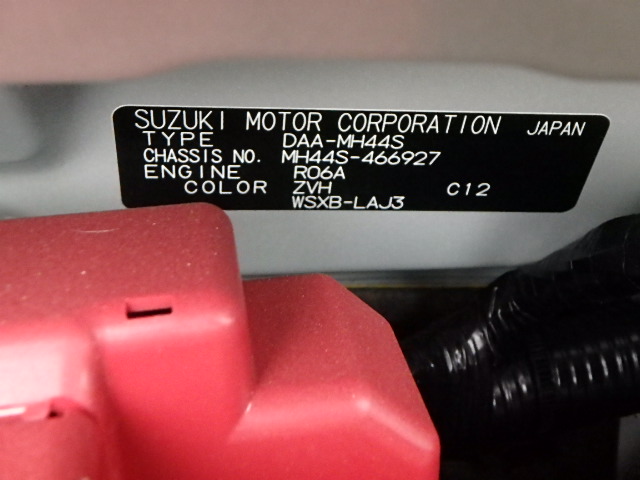 SUZUKI MOTOR CORPORATION JAPAN
TYPE DAA-MH44S
CHASSIS NO. MH44S-466927
ENGINE R06A
COLOR ZVH C12
WSXB-LAJ3